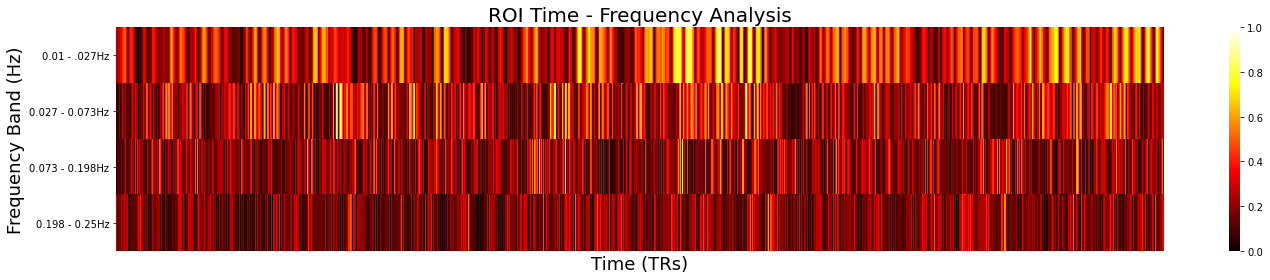 ROI Time - Frequency Analysis
Frequency Band (Hz)
0.01 - .027Hz
0.027 - 0.073Hz
0.073 - 0.198Hz
0.198 - 0.25Hz
Time (TRs)
1.0
0.8
0.6
0.4
0.2
0.0